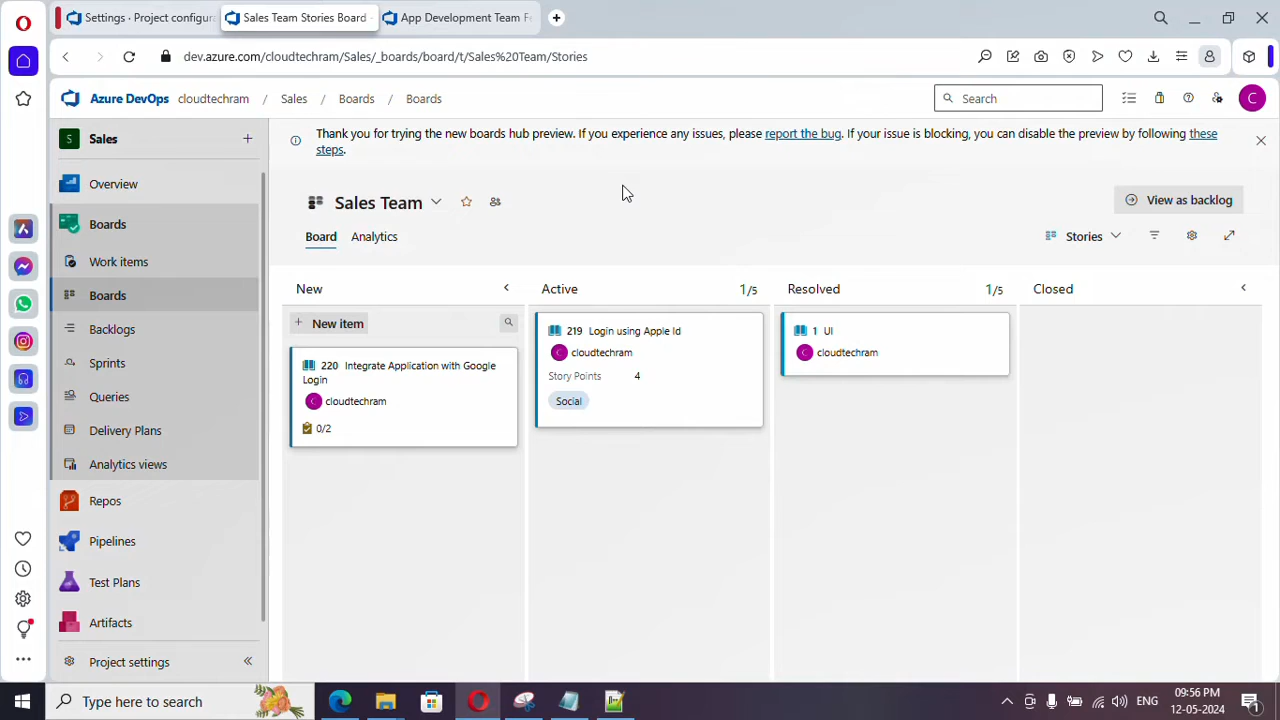 Settings · Project configur
Sales Team Stories Board
App Development Team Fe
dev.azure.com/cloudtechram/Sales/_boards/board/t/Sales%20Team/Stories
Azure DevOps cloudtechram / Sales / Boards / Boards
Search
C
S Sales
Overview
Boards
Work items
Boards
Backlogs
Sprints
Queries
Delivery Plans
Analytics views
Repos
Pipelines
Test Plans
Artifacts
Project settings
Thank you for trying the new boards hub preview. If you experience any issues, please report the bug. If your issue is blocking, you can disable the preview by following these
steps.
Sales Team
View as backlog
Board Analytics
Stories
New
New item
220 Integrate Application with Google
Login
C cloudtechram
0/2
Active 1/5
219 Login using Apple Id
C cloudtechram
Story Points 4
Social
Resolved 1/5
1 UI
C cloudtechram
Closed
Type here to search
ENG
09:56 PM
12-05-2024
1